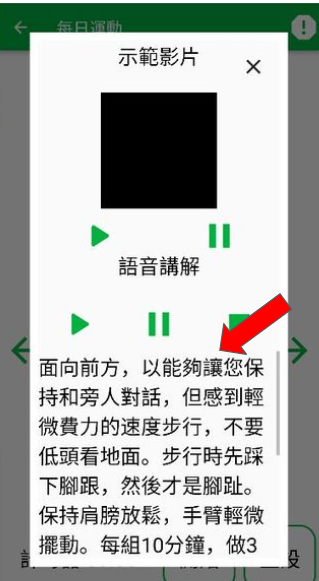 每日運動
示範影片
語音講解
面向前方，以能夠讓您保
持和旁人對話，但感到輕
微費力的速度步行，不要
低頭看地面。步行時先踩
下腳跟，然後才是腳趾。
保持肩膀放鬆，手臂輕微
擺動。每組10分鐘，做3